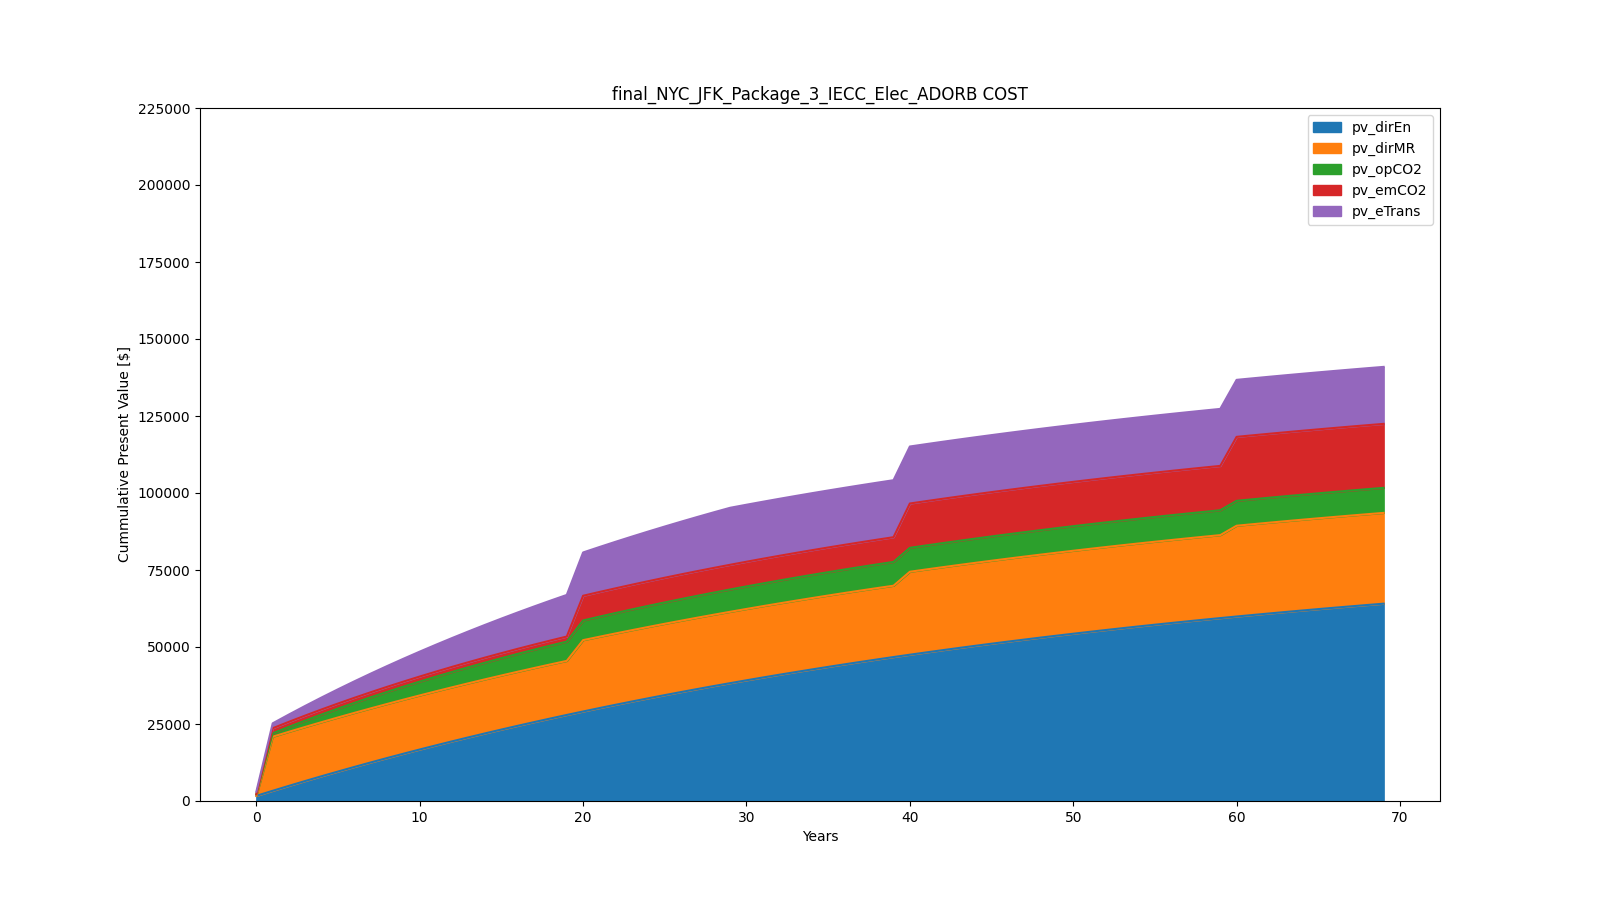 final_NYC_JFK_Package_3_IECC_Elec_ADORB COST
225000
200000
175000
150000
125000
100000
75000
50000
25000
0
Cummulative Present Value [$]
pv_dirEn
pv_dirMR
pv_opCO2
pv_emCO2
pv_eTrans
0 10 20 30 40 50 60 70
Years